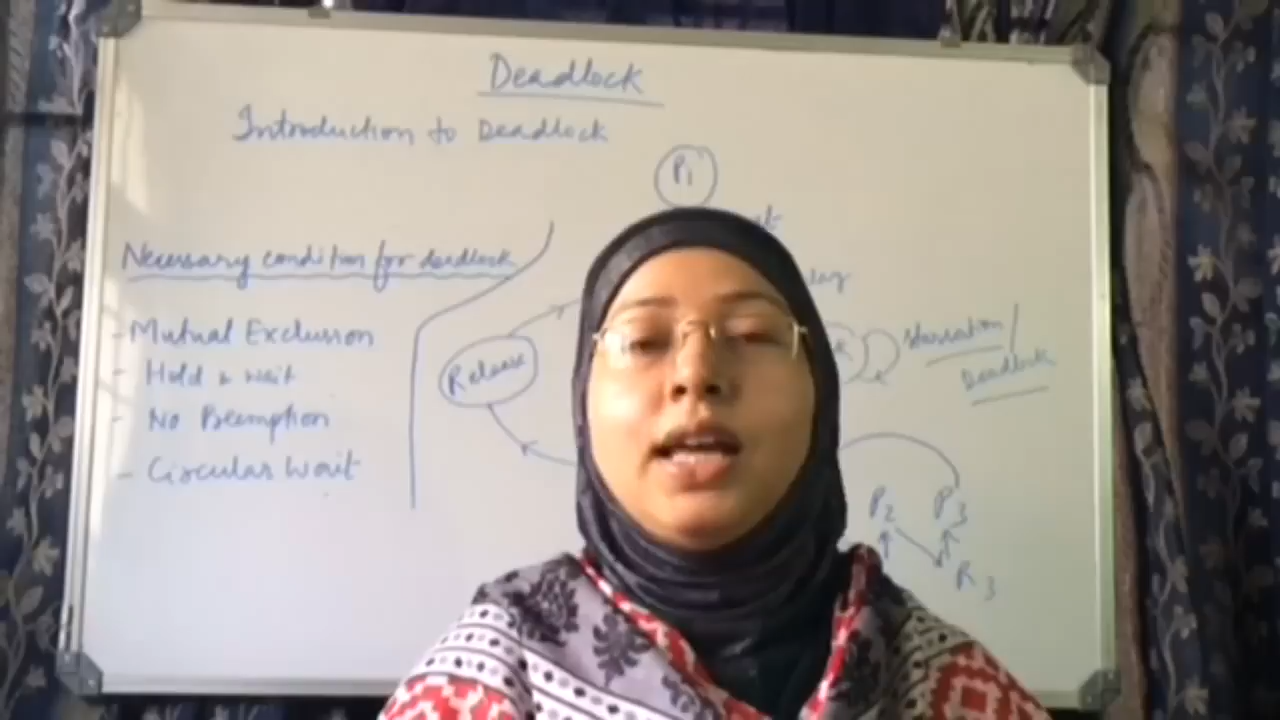 Deadlock
Introduction to Deadlock
P1
Necessary condition for deadlock
- Mutual Exclusion
- Hold & Wait
- No Preemption
- Circular Wait
Release
Starvation /
Deadlock
P2 P3
R3